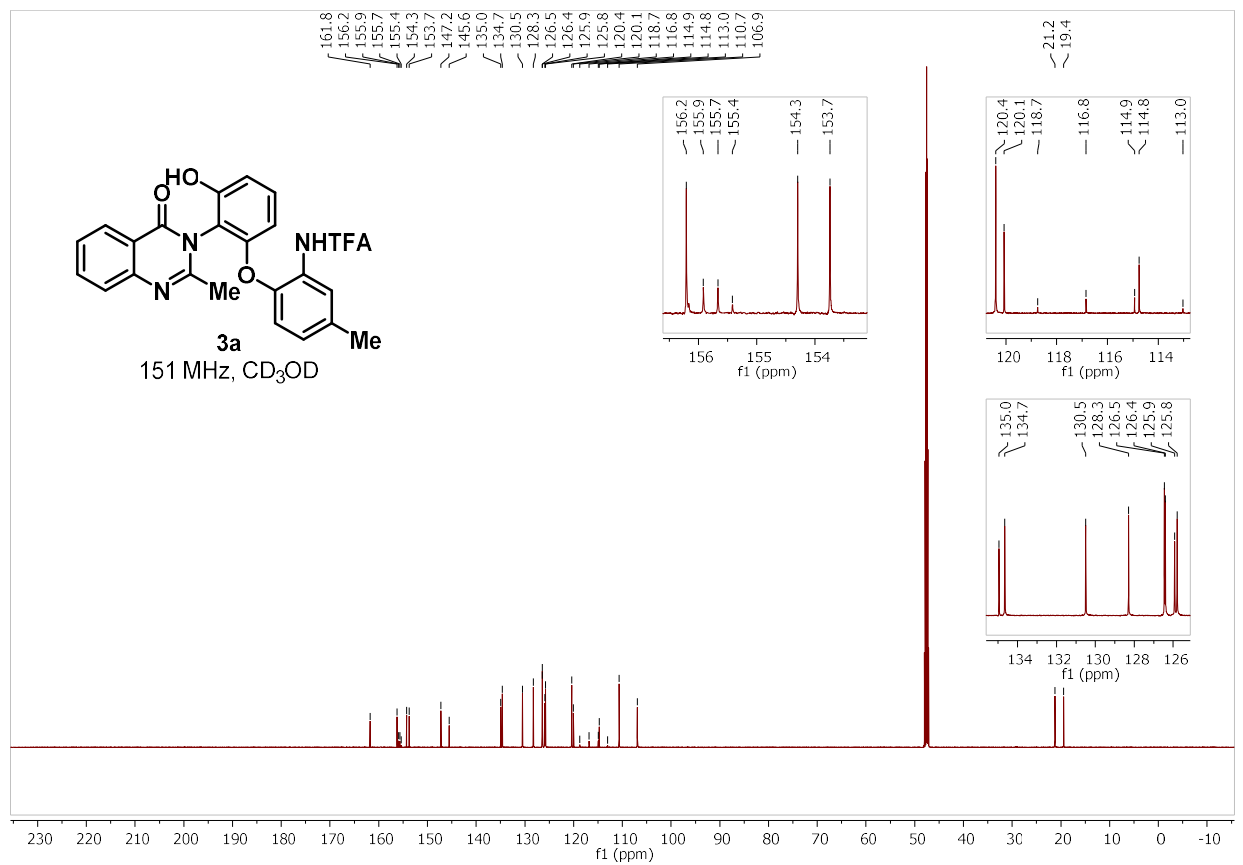 161.8
156.2
155.9
155.7
155.4
154.3
153.7
147.2
145.6
135.0
134.7
130.5
128.3
126.5
126.4
125.9
125.8
120.4
120.1
118.7
116.8
114.9
114.8
113.0
110.7
106.9
21.2
19.4
156.2
155.9
155.7
155.4
154.3
153.7
156 155 154
f1 (ppm)
120.4
120.1
118.7
116.8
114.9
114.8
113.0
120 118 116 114
f1 (ppm)
HO
O
N
NHTFA
O
N
Me
Me
3a
151 MHz, CD3OD
135.0
134.7
130.5
128.3
126.5
126.4
125.9
125.8
134 132 130 128 126
f1 (ppm)
230 220 210 200 190 180 170 160 150 140 130 120 110 100 90 80 70 60 50 40 30 20 10 0 -10
f1 (ppm)